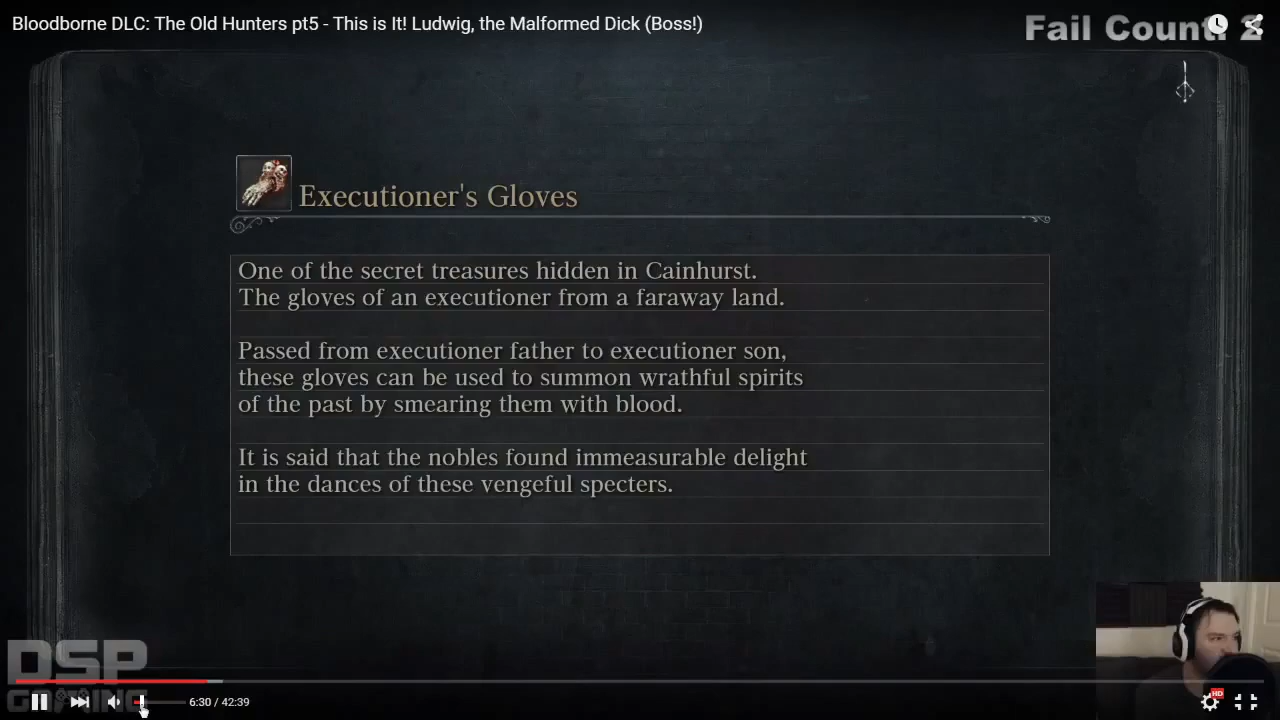 Bloodborne DLC: The Old Hunters pt5 - This is It! Ludwig, the Malformed Dick (Boss!)
Fail Count: 2
Executioner's Gloves
One of the secret treasures hidden in Cainhurst.
The gloves of an executioner from a faraway land.
Passed from executioner father to executioner son,
these gloves can be used to summon wrathful spirits
of the past by smearing them with blood.
It is said that the nobles found immeasurable delight
in the dances of these vengeful specters.
DSP
GAMING
6:30 / 42:39
HD